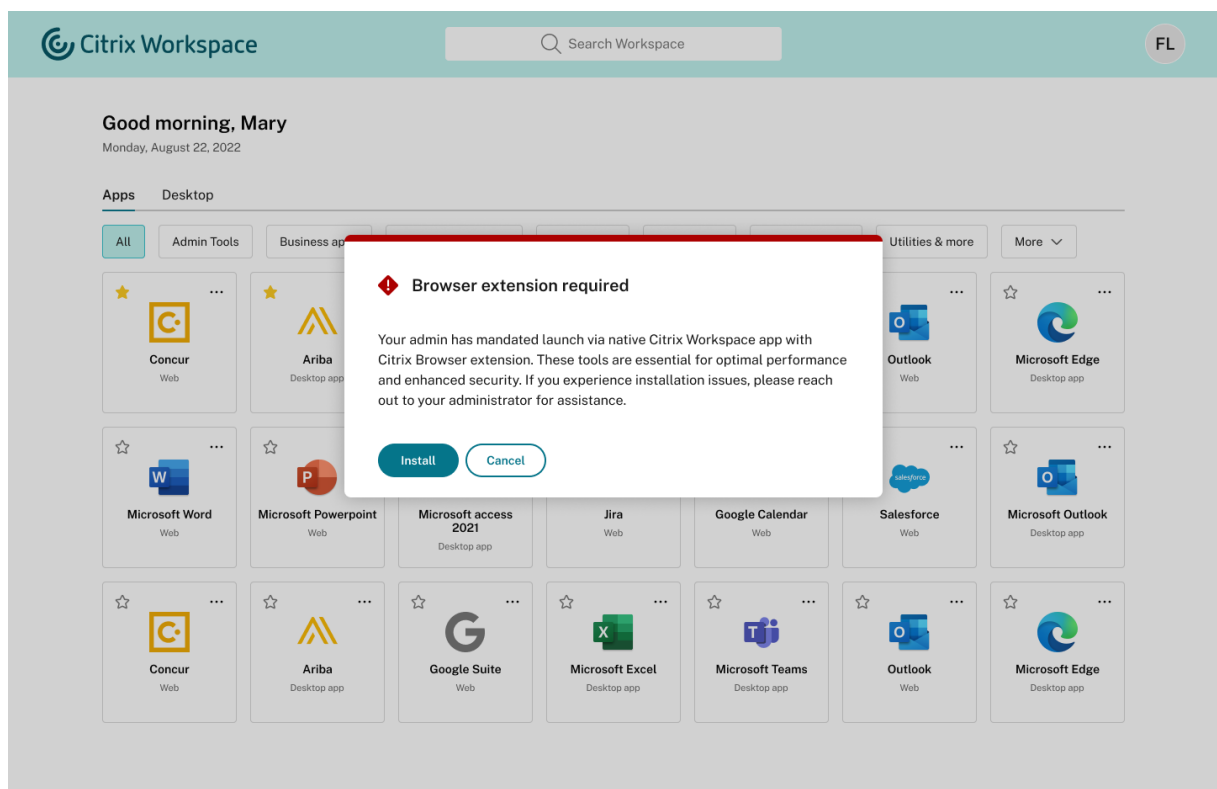 Citrix Workspace
Search Workspace
FL
Good morning, Mary
Monday, August 22, 2022
Apps
Desktop
All
Admin Tools
Business ap
Utilities & more
More
Browser extension required
Your admin has mandated launch via native Citrix Workspace app with
Citrix Browser extension. These tools are essential for optimal performance
and enhanced security. If you experience installation issues, please reach
out to your administrator for assistance.
Install
Cancel
C
Concur
Web
Ariba
Desktop app
O
Outlook
Web
Microsoft Edge
Desktop app
W
Microsoft Word
Web
P
Microsoft Powerpoint
Web
Microsoft access
2021
Desktop app
Jira
Web
Google Calendar
Web
salesforce
Salesforce
Web
O
Microsoft Outlook
Desktop app
C
Concur
Web
Ariba
Desktop app
G
Google Suite
Web
X
Microsoft Excel
Desktop app
T
Microsoft Teams
Desktop app
O
Outlook
Web
Microsoft Edge
Desktop app